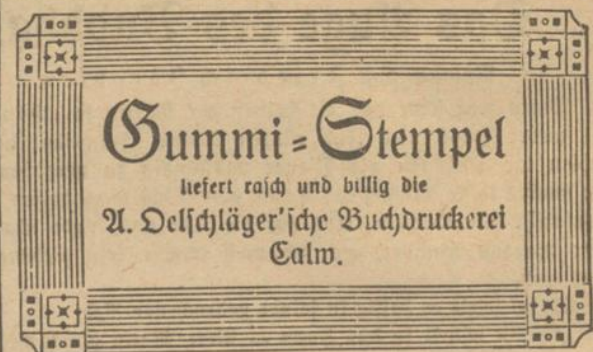 Gummi=Stempel
liefert rasch und billig die
A. Oelschläger'sche Buchdruckerei
Calw.